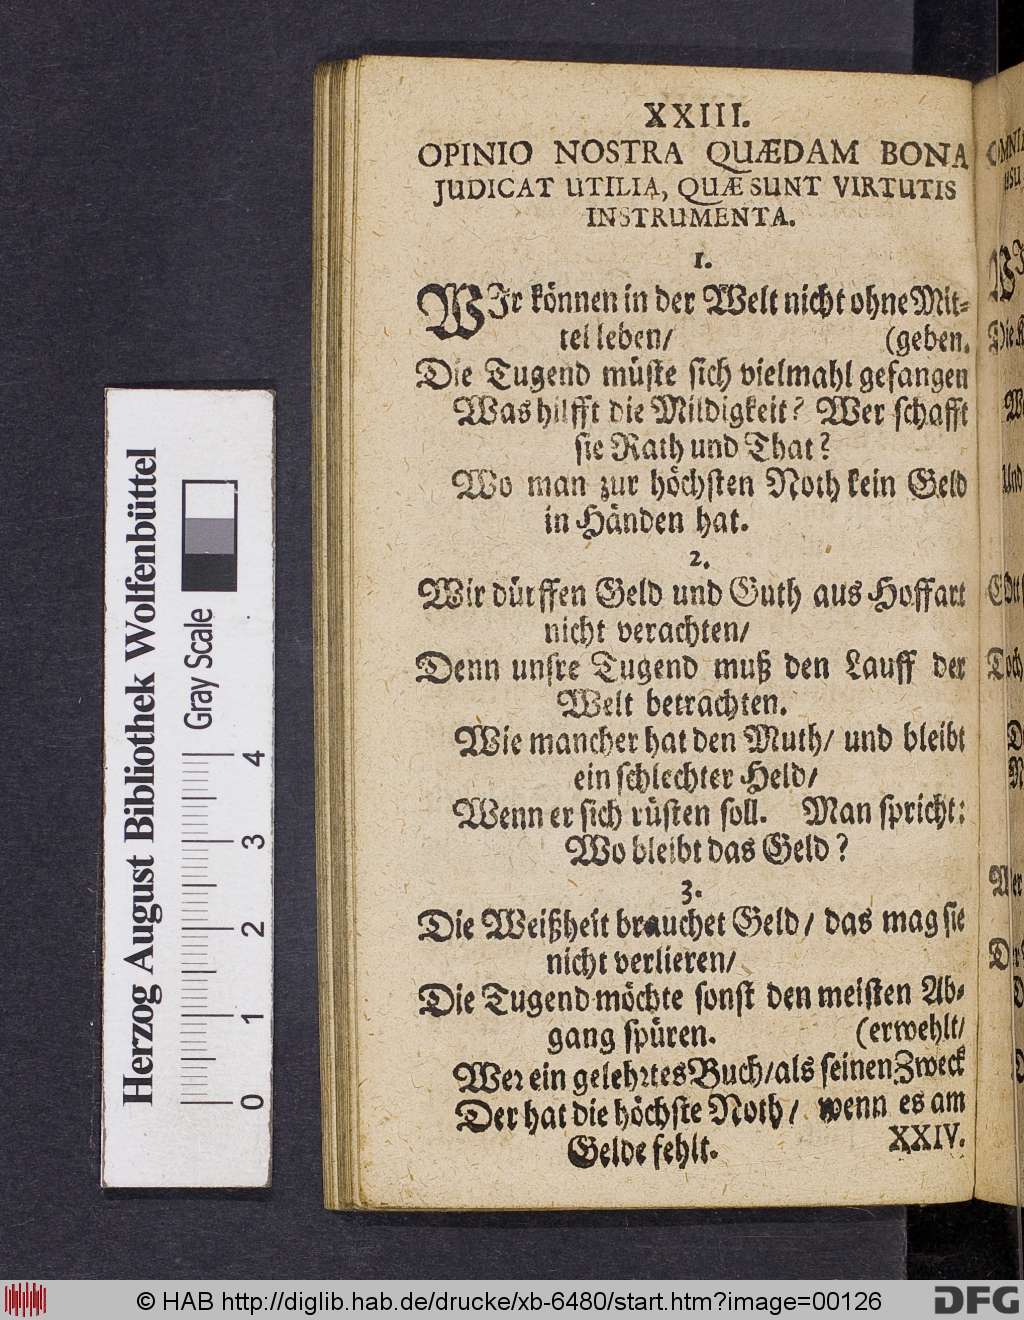 XXIII.
OPINIO NOSTRA QUÆDAM BONA
JUDICAT UTILIA, QUÆ SUNT VIRTUTIS
INSTRUMENTA.
1.
WIr können in der Welt nicht ohne Mit-
tel leben/ (geben.
Die Tugend müste sich vielmahl gefangen
Was hilfft die Mildigkeit? Wer schafft
sie Rath und That?
Wo man zur höchsten Noth kein Geld
in Händen hat.
2.
Wir dürffen Geld und Guth aus Hoffart
nicht verachten/
Denn unsre Tugend muß den Lauff der
Welt betrachten.
Wie mancher hat den Muth/ und bleibt
ein schlechter Held/
Wenn er sich rüsten soll. Man spricht:
Wo bleibt das Geld?
3.
Die Weißheit brauchet Geld/ das mag sie
nicht verlieren/
Die Tugend möchte sonst den meisten Ab-
gang spüren. (erwehlt/
Wer ein gelehrtes Buch/als seinen Zweck
Der hat die höchste Noth/ wenn es am
Gelde fehlt.
XXIV.
Herzog August Bibliothek Wolfenbüttel
Gray Scale
0 1 2 3 4
© HAB http://diglib.hab.de/drucke/xb-6480/start.htm?image=00126
DFG